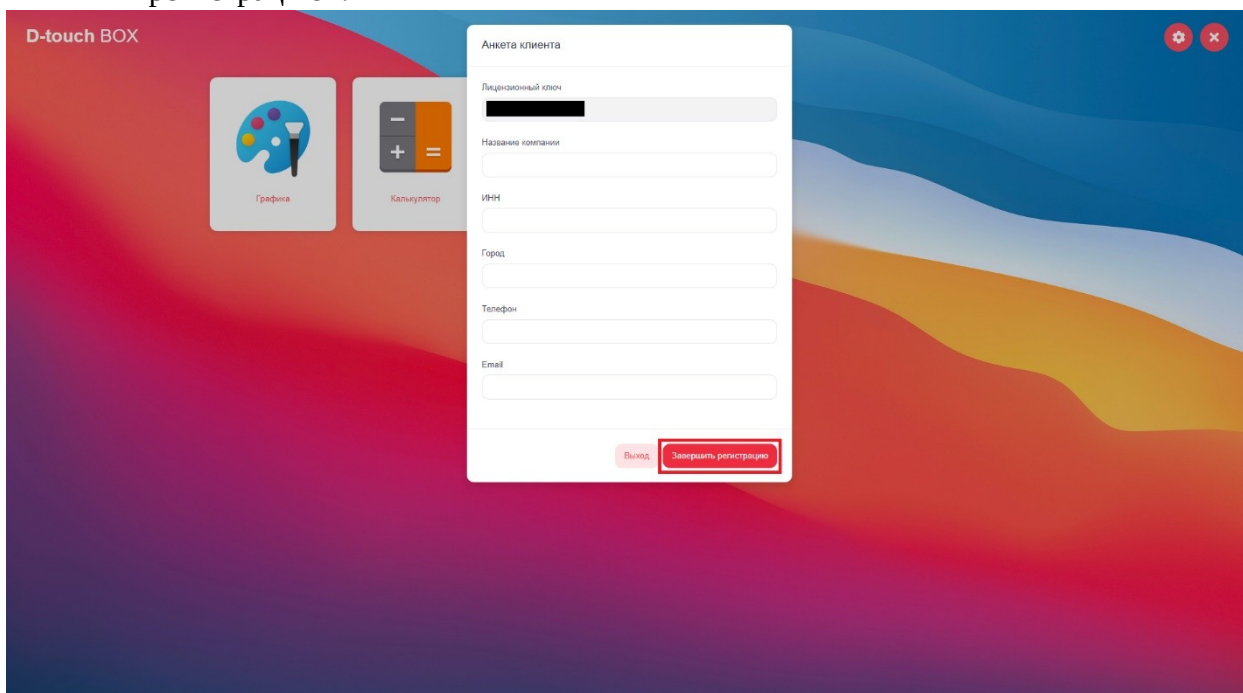 D-touch BOX
Анкета клиента
Лицензионный ключ
Название компании
ИНН
Город
Телефон
Email
Выход
Завершить регистрацию
Графика
Калькулятор